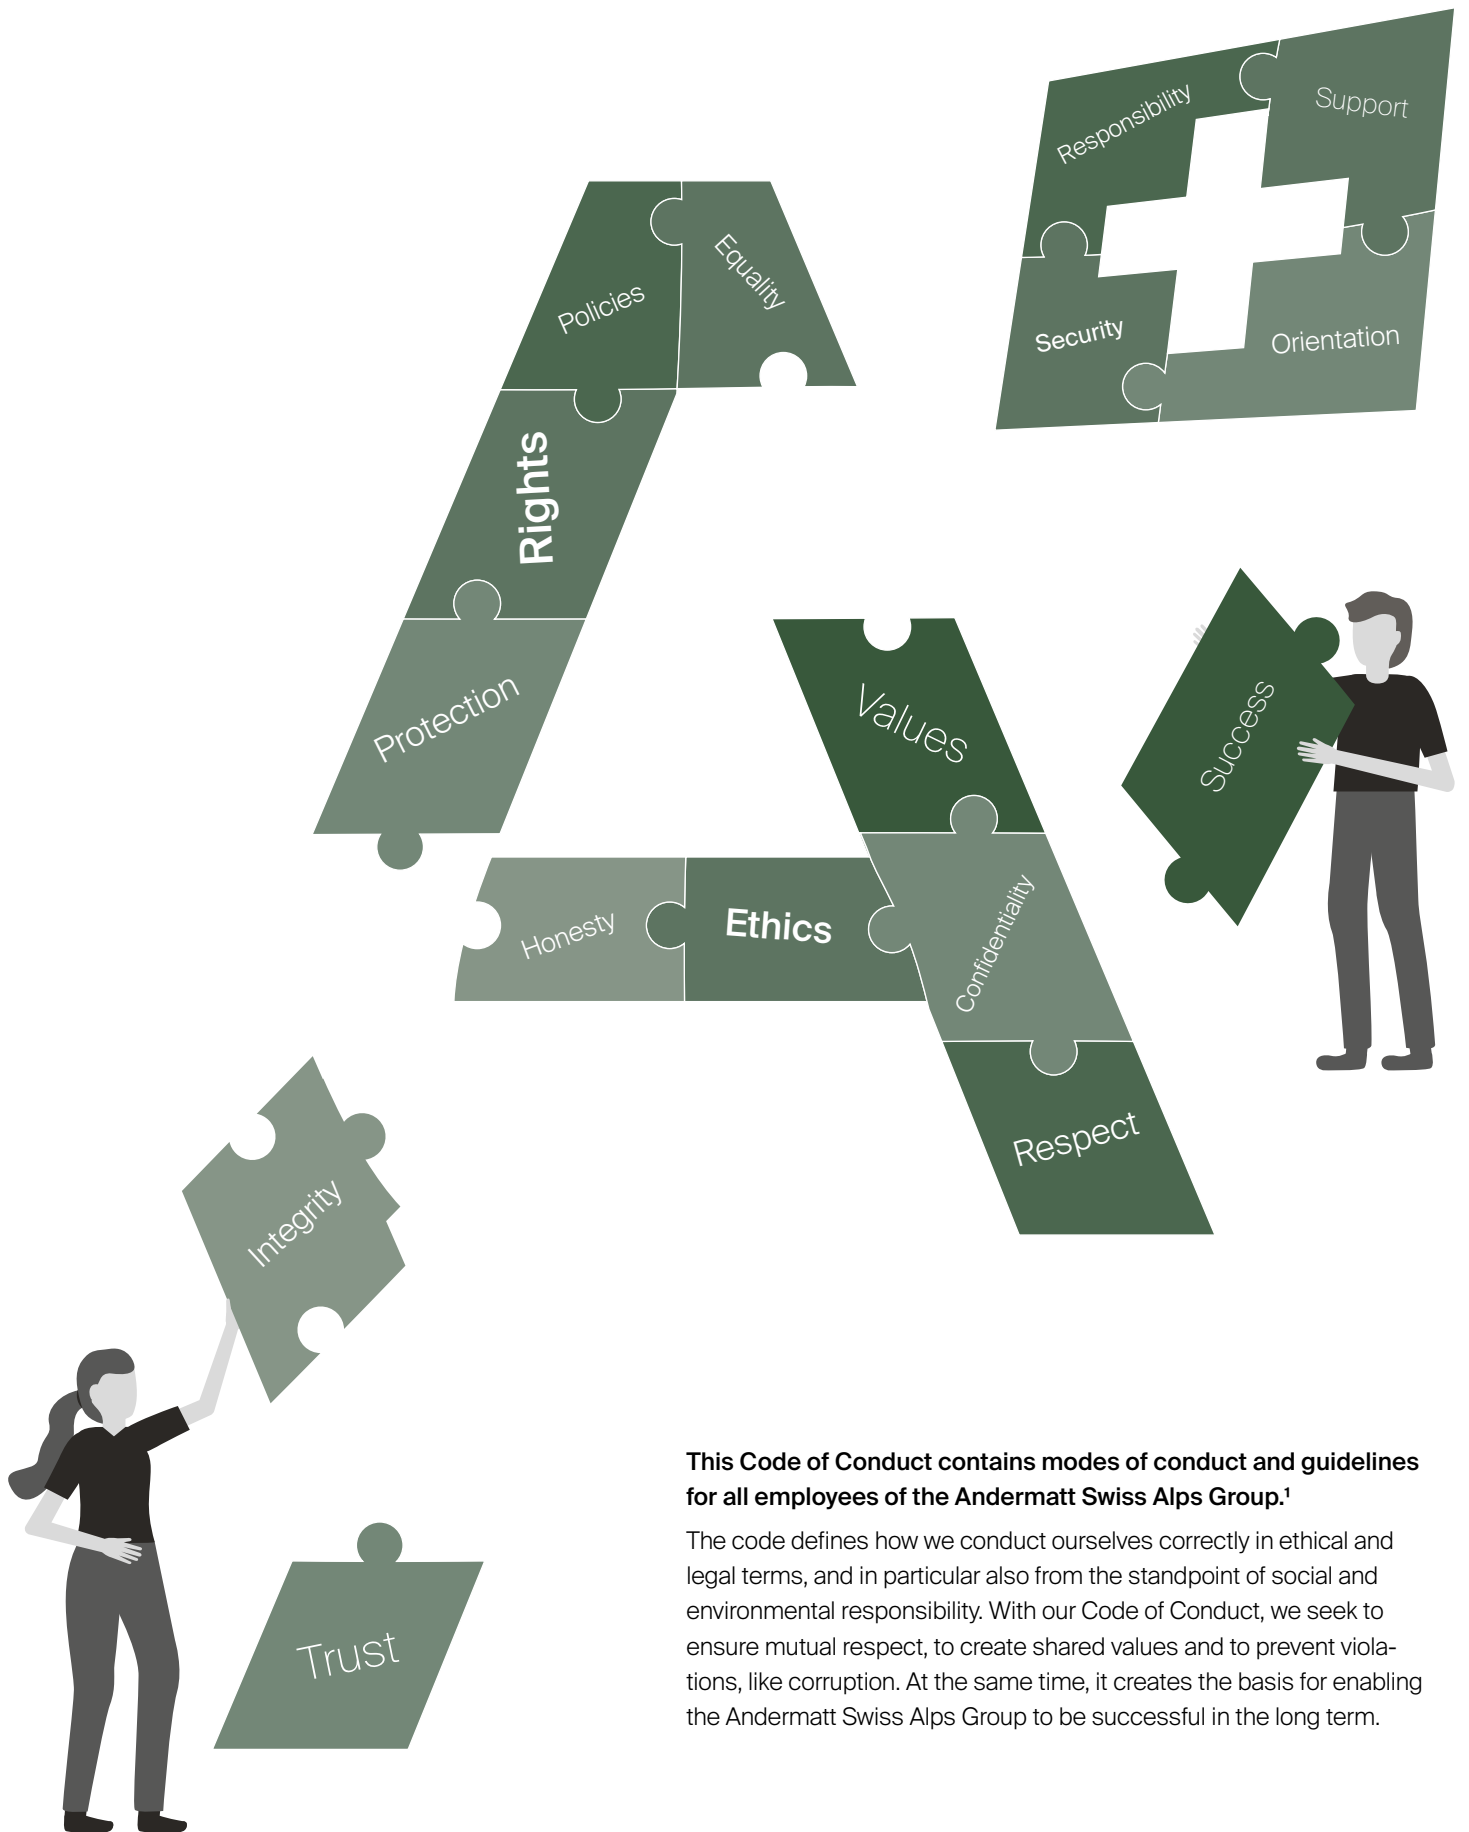 Responsibility
Support
Security
Orientation
Policies
Equality
Rights
Protection
Values
Success
Honesty
Ethics
Confidentiality
Respect
Integrity
Trust
This Code of Conduct contains modes of conduct and guidelines
for all employees of the Andermatt Swiss Alps Group.¹
The code defines how we conduct ourselves correctly in ethical and
legal terms, and in particular also from the standpoint of social and
environmental responsibility. With our Code of Conduct, we seek to
ensure mutual respect, to create shared values and to prevent viola-
tions, like corruption. At the same time, it creates the basis for enabling
the Andermatt Swiss Alps Group to be successful in the long term.